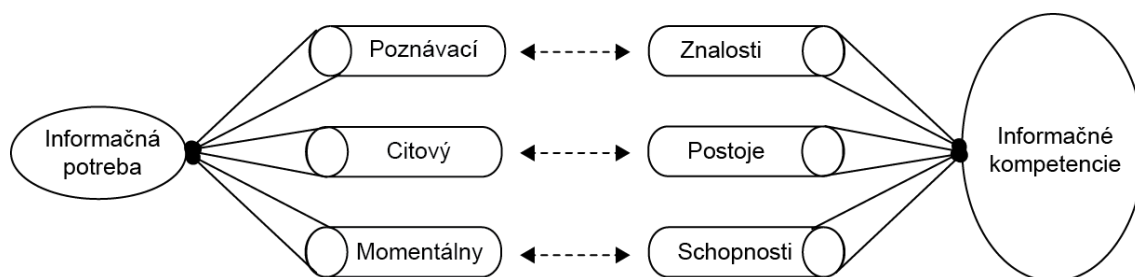 Poznávací
Znalosti
Informačná
potreba
Citový
Postoje
Informačné
kompetencie
Momentálny
Schopnosti